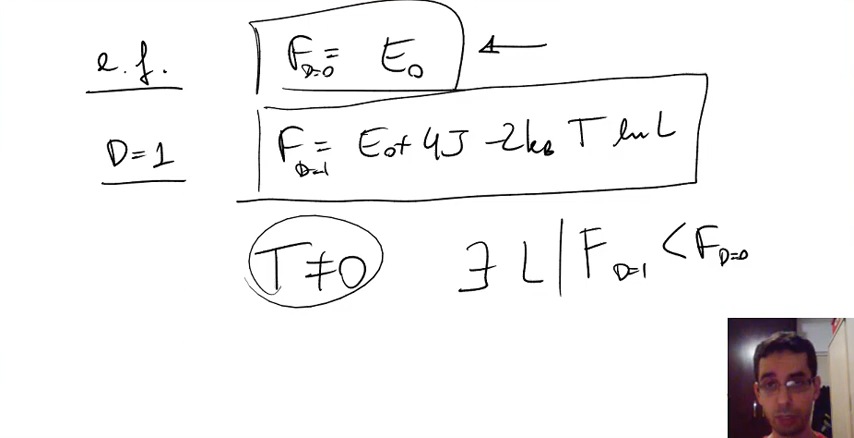 e.f. F_{D=0} = E_0 ←
D=1 F_{D=1} = E_0 + 4J - 2k_B T ln L
T≠0 ∃ L | F_{D=1} < F_{D=0}